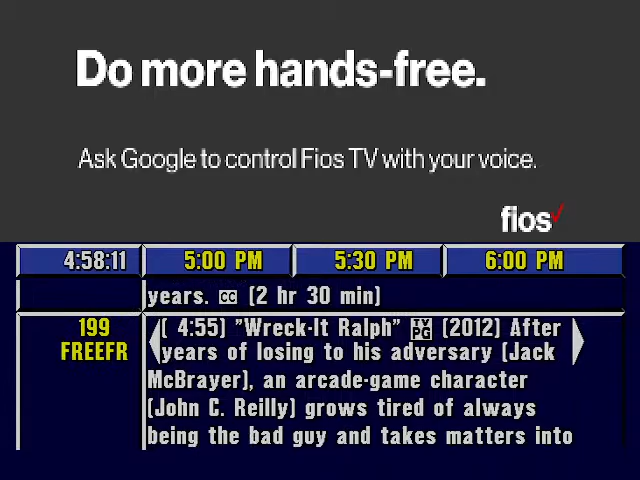 Do more hands-free.
Ask Google to control Fios TV with your voice.
fios✓
4:58:11 5:00 PM 5:30 PM 6:00 PM
years. CC (2 hr 30 min)
199 ( 4:55) "Wreck-It Ralph" TV PG (2012) After
FREEFR years of losing to his adversary (Jack
McBrayer), an arcade-game character
(John C. Reilly) grows tired of always
being the bad guy and takes matters into